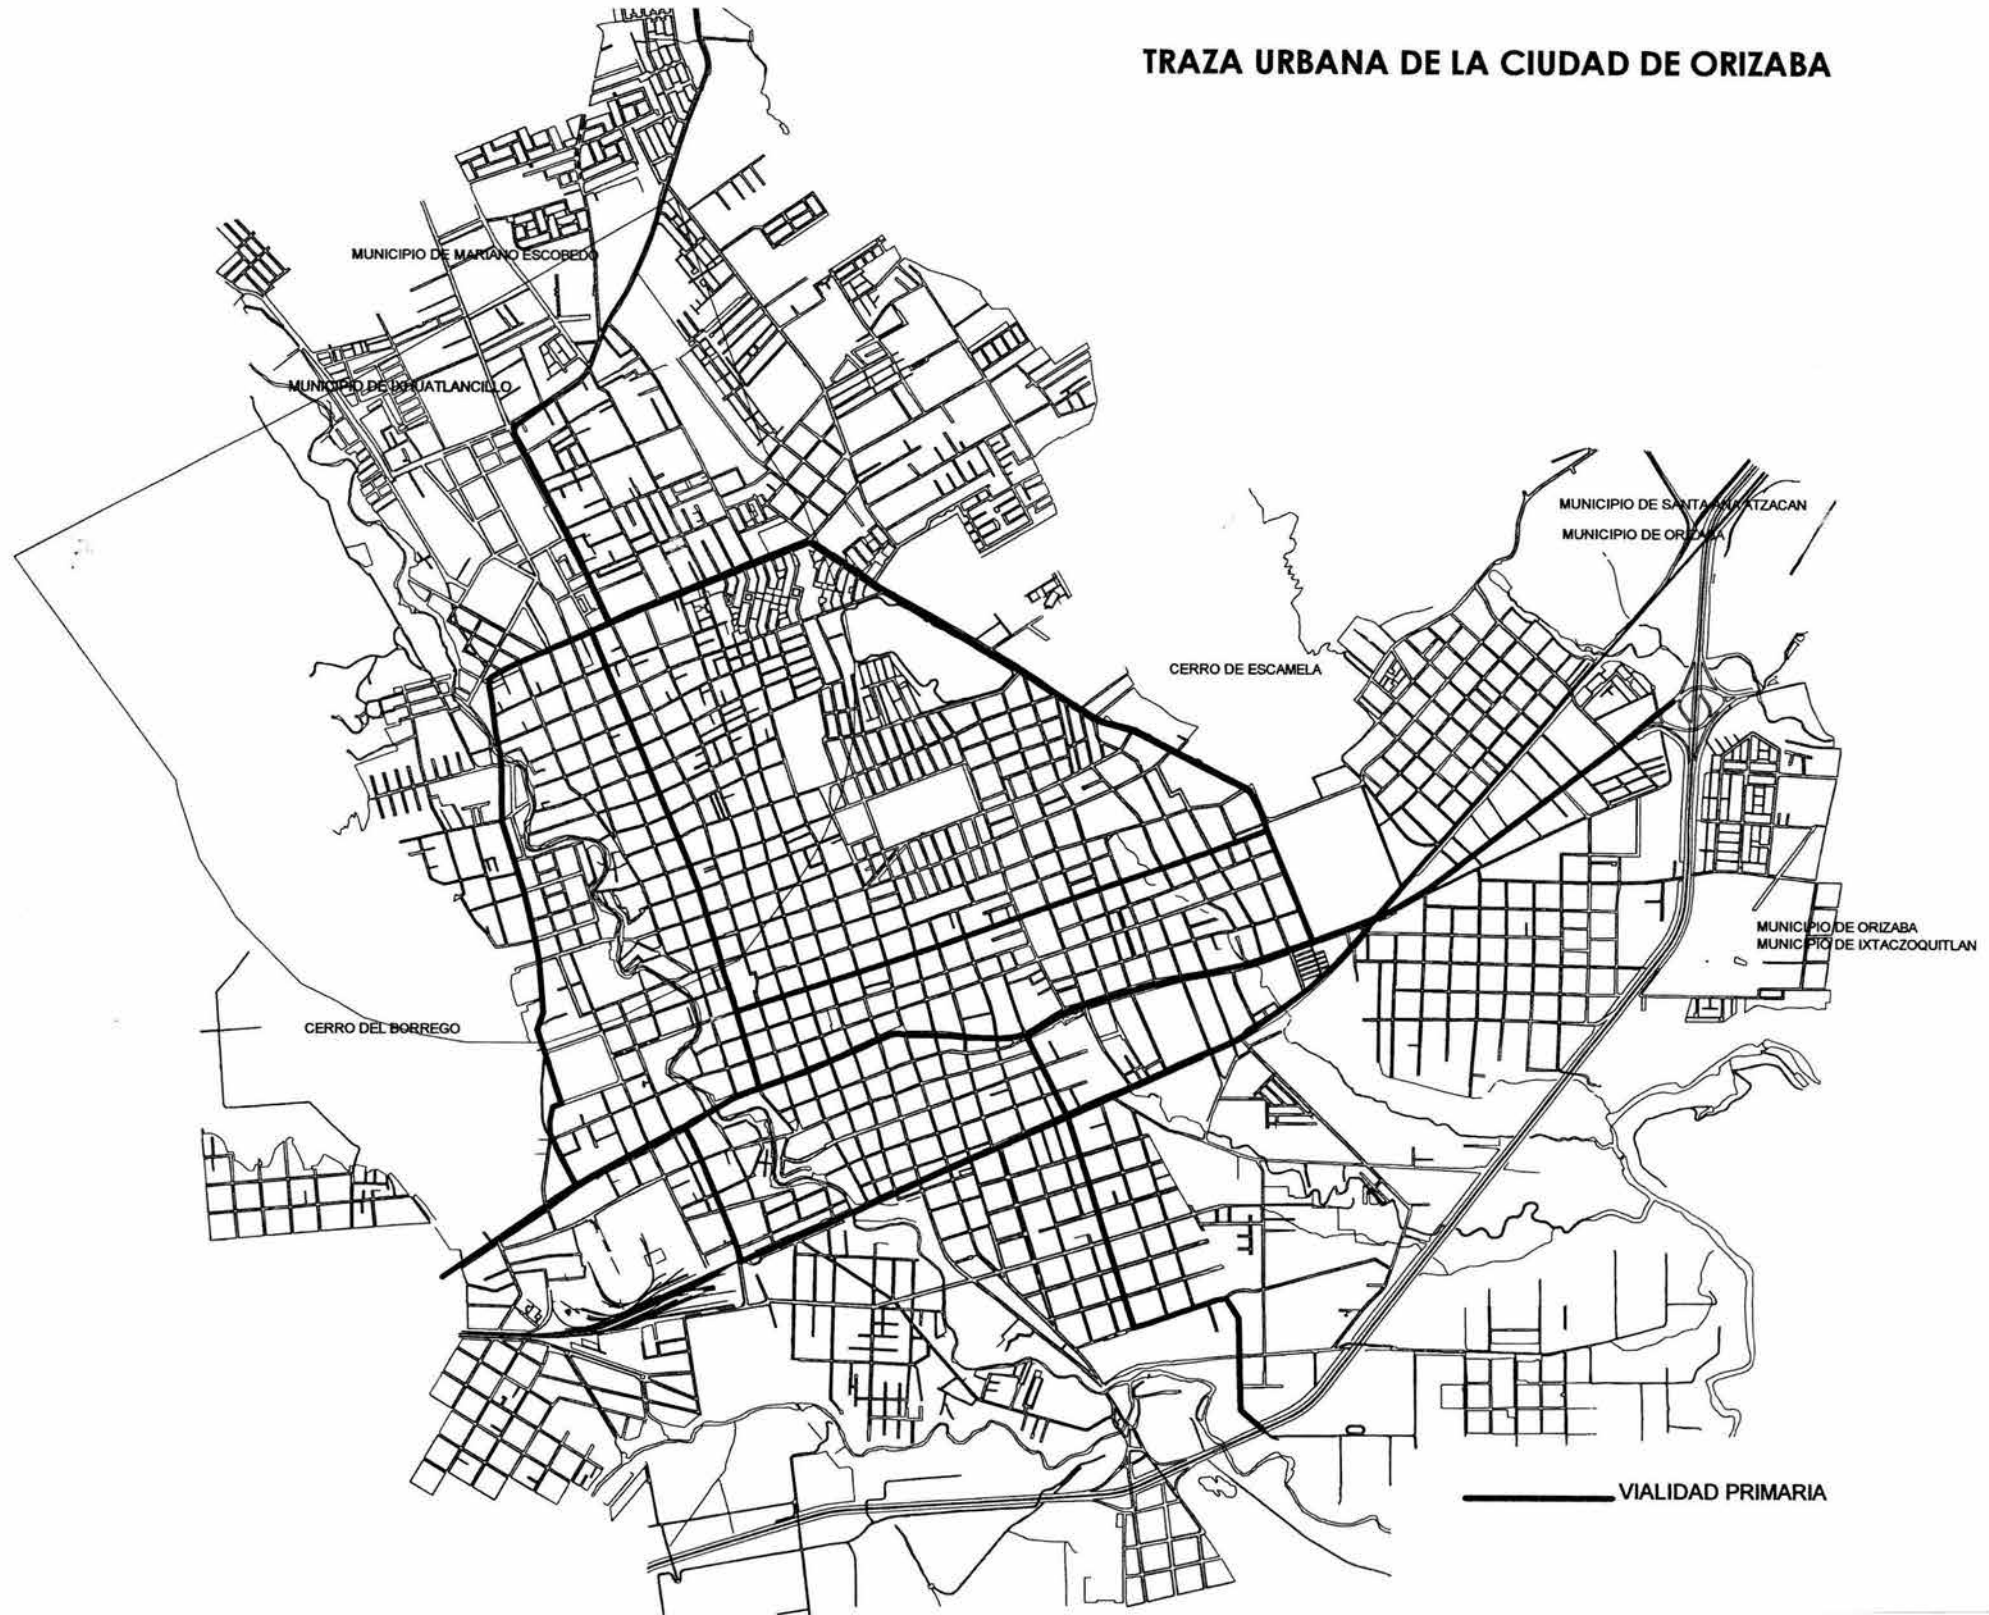 TRAZA URBANA DE LA CIUDAD DE ORIZABA
MUNICIPIO DE MARIANO ESCOBEDO
MUNICIPIO DE IXHUATLANCILLO
MUNICIPIO DE SANTA ANA ATZACAN
MUNICIPIO DE ORIZABA
CERRO DE ESCAMELA
MUNICIPIO DE ORIZABA
MUNICIPIO DE IXTACZOQUITLAN
CERRO DEL BORREGO
VIALIDAD PRIMARIA